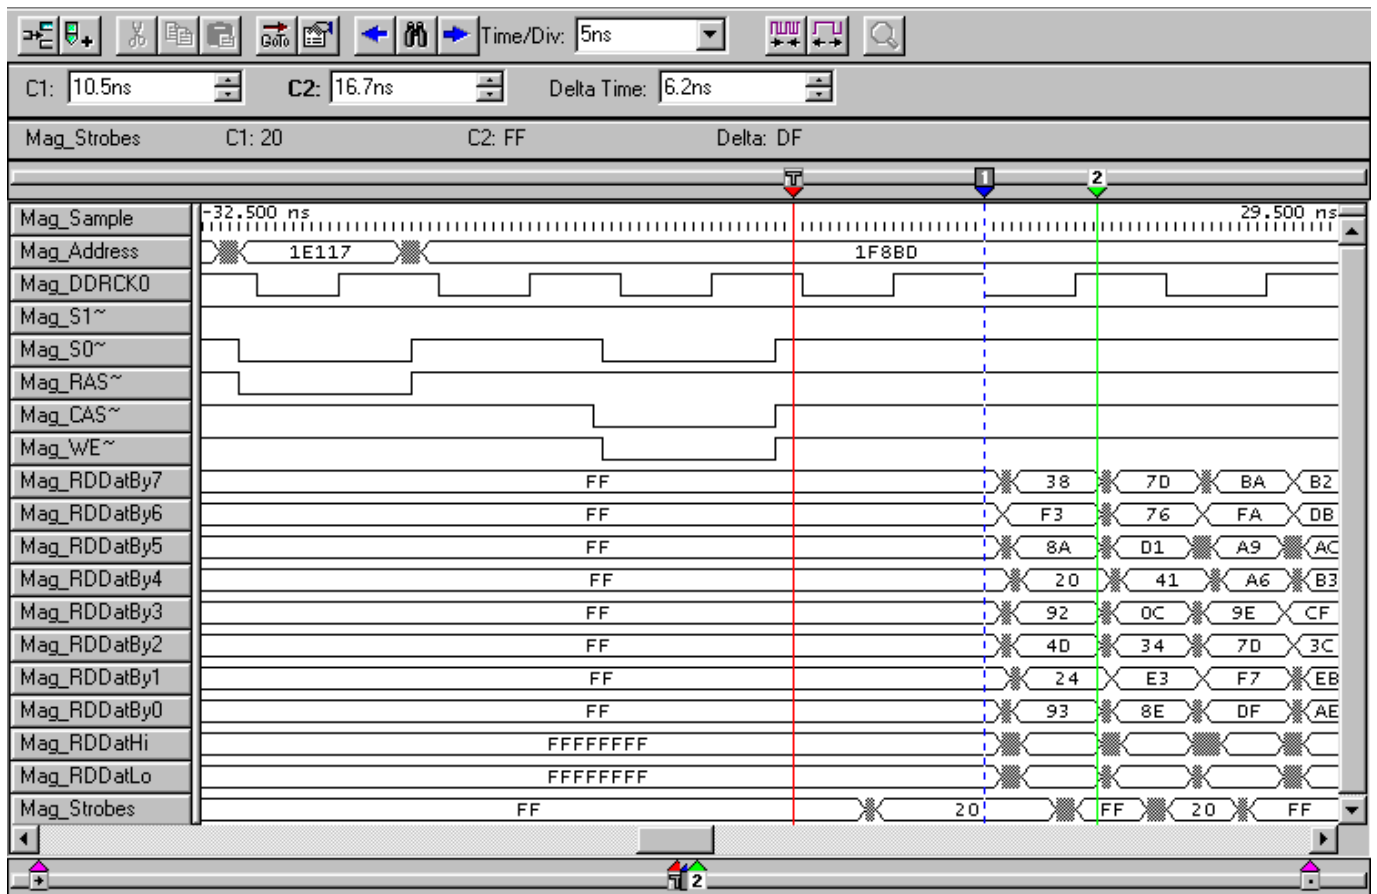 GoTo Time/Div: 5ns
C1: 10.5ns C2: 16.7ns Delta Time: 6.2ns
Mag_Strobes C1: 20 C2: FF Delta: DF
T 1 2
Mag_Sample -32.500 ns 29.500 ns
Mag_Address 1E117 1F8BD
Mag_DDRCK0
Mag_S1~
Mag_S0~
Mag_RAS~
Mag_CAS~
Mag_WE~
Mag_RDDatBy7 FF 38 7D BA B2
Mag_RDDatBy6 FF F3 76 FA DB
Mag_RDDatBy5 FF 8A D1 A9 AC
Mag_RDDatBy4 FF 20 41 A6 B3
Mag_RDDatBy3 FF 92 0C 9E CF
Mag_RDDatBy2 FF 4D 34 7D 3C
Mag_RDDatBy1 FF 24 E3 F7 EB
Mag_RDDatBy0 FF 93 8E DF AE
Mag_RDDatHi FFFFFFFF
Mag_RDDatLo FFFFFFFF
Mag_Strobes FF 20 FF 20 FF
T 2